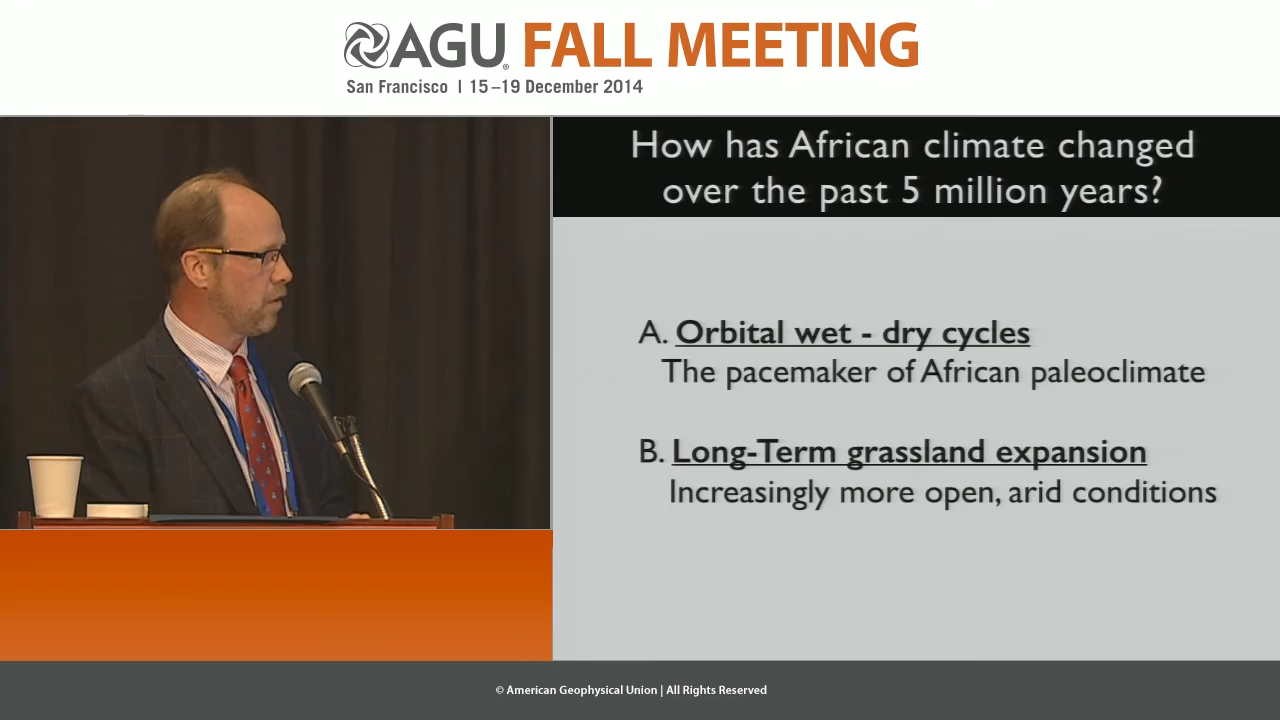 AGU® FALL MEETING
San Francisco | 15–19 December 2014
How has African climate changed
over the past 5 million years?
A. Orbital wet - dry cycles
The pacemaker of African paleoclimate
B. Long-Term grassland expansion
Increasingly more open, arid conditions
© American Geophysical Union | All Rights Reserved